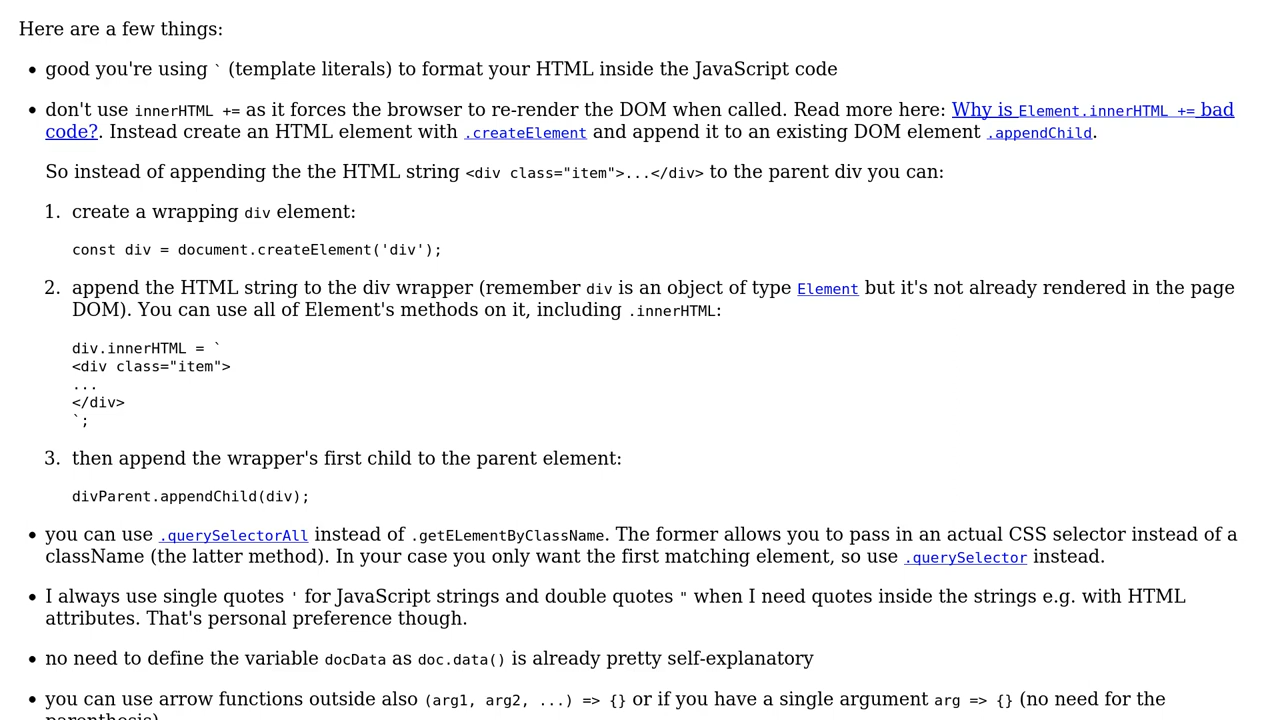 Here are a few things:
• good you're using ` (template literals) to format your HTML inside the JavaScript code
• don't use innerHTML += as it forces the browser to re-render the DOM when called. Read more here: Why is Element.innerHTML += bad
code?. Instead create an HTML element with .createElement and append it to an existing DOM element .appendChild.
So instead of appending the the HTML string <div class="item">...</div> to the parent div you can:
1. create a wrapping div element:
const div = document.createElement('div');
2. append the HTML string to the div wrapper (remember div is an object of type Element but it's not already rendered in the page
DOM). You can use all of Element's methods on it, including .innerHTML:
div.innerHTML = `
<div class="item">
...
</div>
`;
3. then append the wrapper's first child to the parent element:
divParent.appendChild(div);
• you can use .querySelectorAll instead of .getELementByClassName. The former allows you to pass in an actual CSS selector instead of a
className (the latter method). In your case you only want the first matching element, so use .querySelector instead.
• I always use single quotes ' for JavaScript strings and double quotes " when I need quotes inside the strings e.g. with HTML
attributes. That's personal preference though.
• no need to define the variable docData as doc.data() is already pretty self-explanatory
• you can use arrow functions outside also (arg1, arg2, ...) => {} or if you have a single argument arg => {} (no need for the
parenthesis)